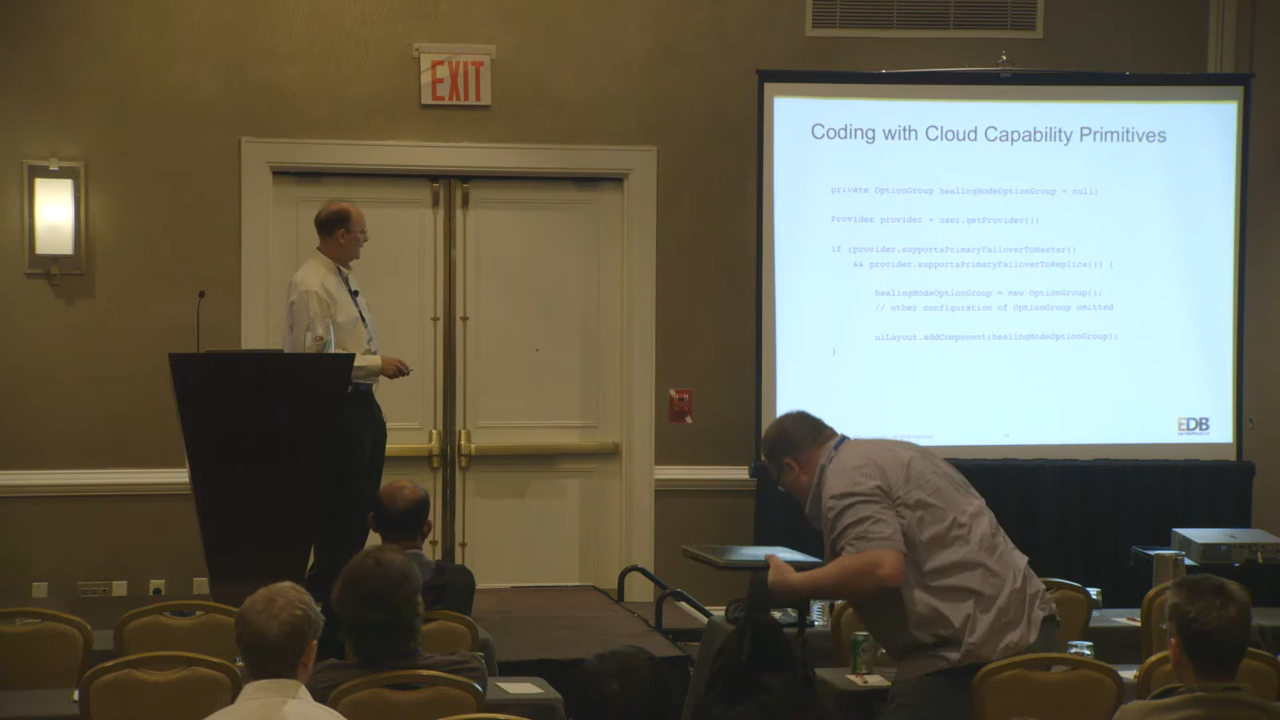 EXIT
Coding with Cloud Capability Primitives
private OptionGroup healingModeOptionGroup = null;
Provider provider = user.getProvider();
if (provider.supportsPrimaryFailoverToMaster()
&& provider.supportsPrimaryFailoverToReplica()) {
healingModeOptionGroup = new OptionGroup();
// other configuration of OptionGroup omitted
uiLayout.addComponent(healingModeOptionGroup);
}
EDB